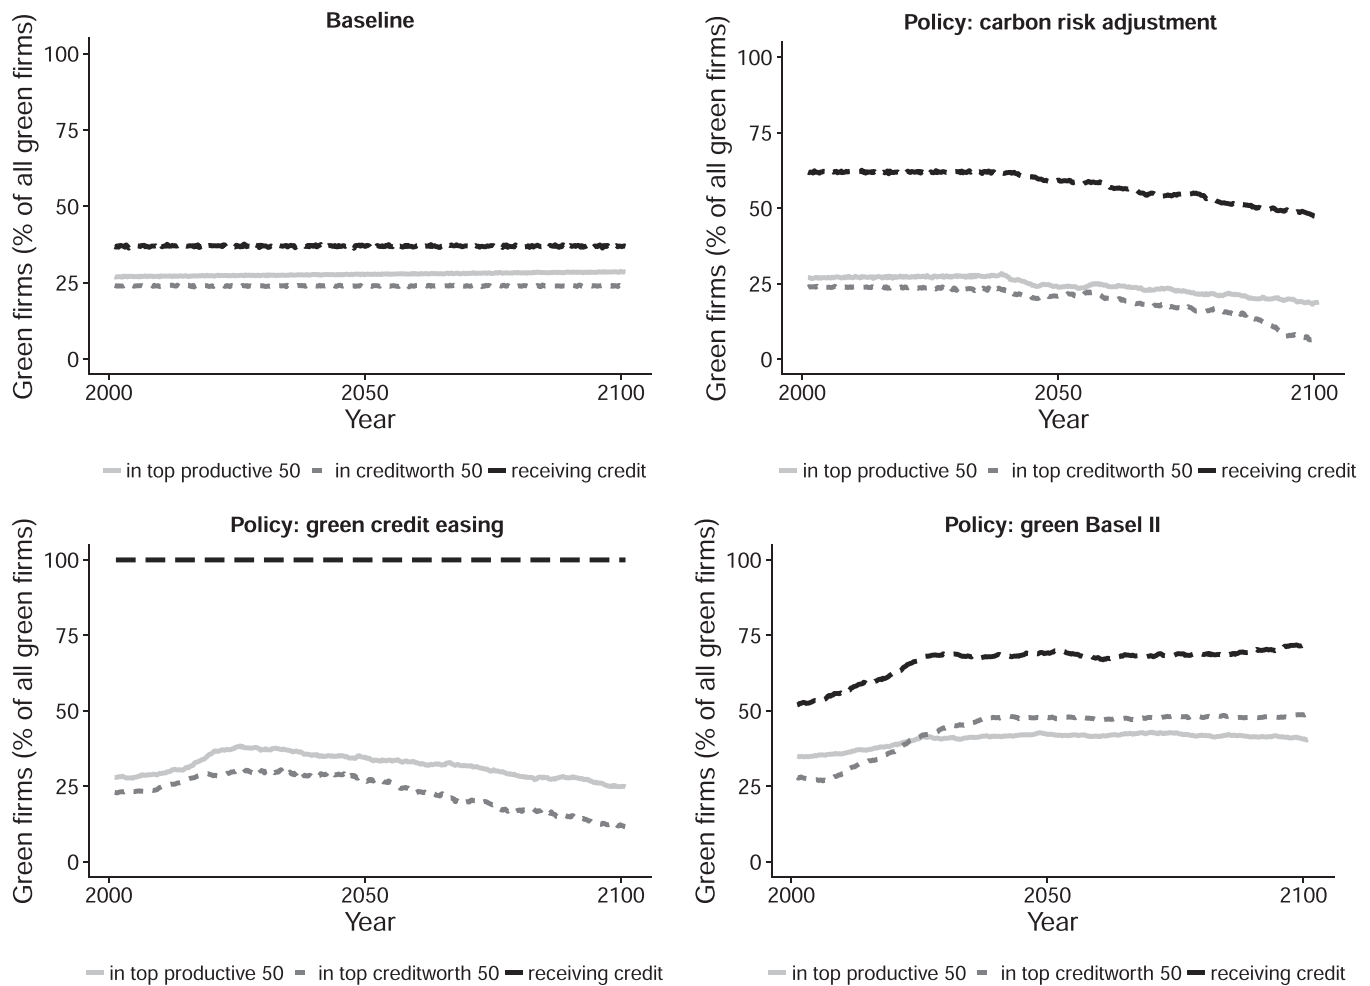 Baseline
Green firms (% of all green firms)
100
75
50
25
0
2000 2050 2100
Year
in top productive 50 in creditworth 50 receiving credit
Policy: carbon risk adjustment
Green firms (% of all green firms)
100
75
50
25
0
2000 2050 2100
Year
in top productive 50 in top creditworth 50 receiving credit
Policy: green credit easing
Green firms (% of all green firms)
100
75
50
25
0
2000 2050 2100
Year
in top productive 50 in top creditworth 50 receiving credit
Policy: green Basel II
Green firms (% of all green firms)
100
75
50
25
0
2000 2050 2100
Year
in top productive 50 in top creditworth 50 receiving credit